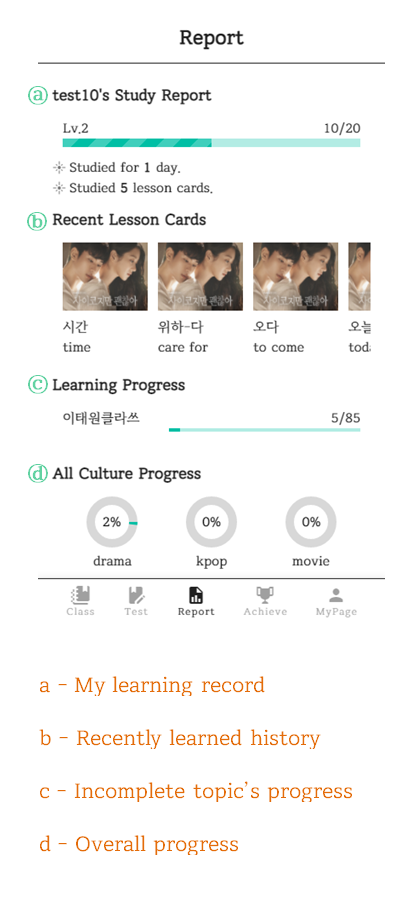 Report
ⓐ test10's Study Report
Lv.2 10/20
Studied for 1 day.
Studied 5 lesson cards.
ⓑ Recent Lesson Cards
사이코지만 괜찮아 사이코지만 괜찮아 사이코지만 괜찮아
시간 위하-다 오다 오늘
time care for to come toda
ⓒ Learning Progress
이태원클라쓰 5/85
ⓓ All Culture Progress
2% 0% 0%
drama kpop movie
Class Test Report Achieve MyPage
a - My learning record
b - Recently learned history
c - Incomplete topic's progress
d - Overall progress